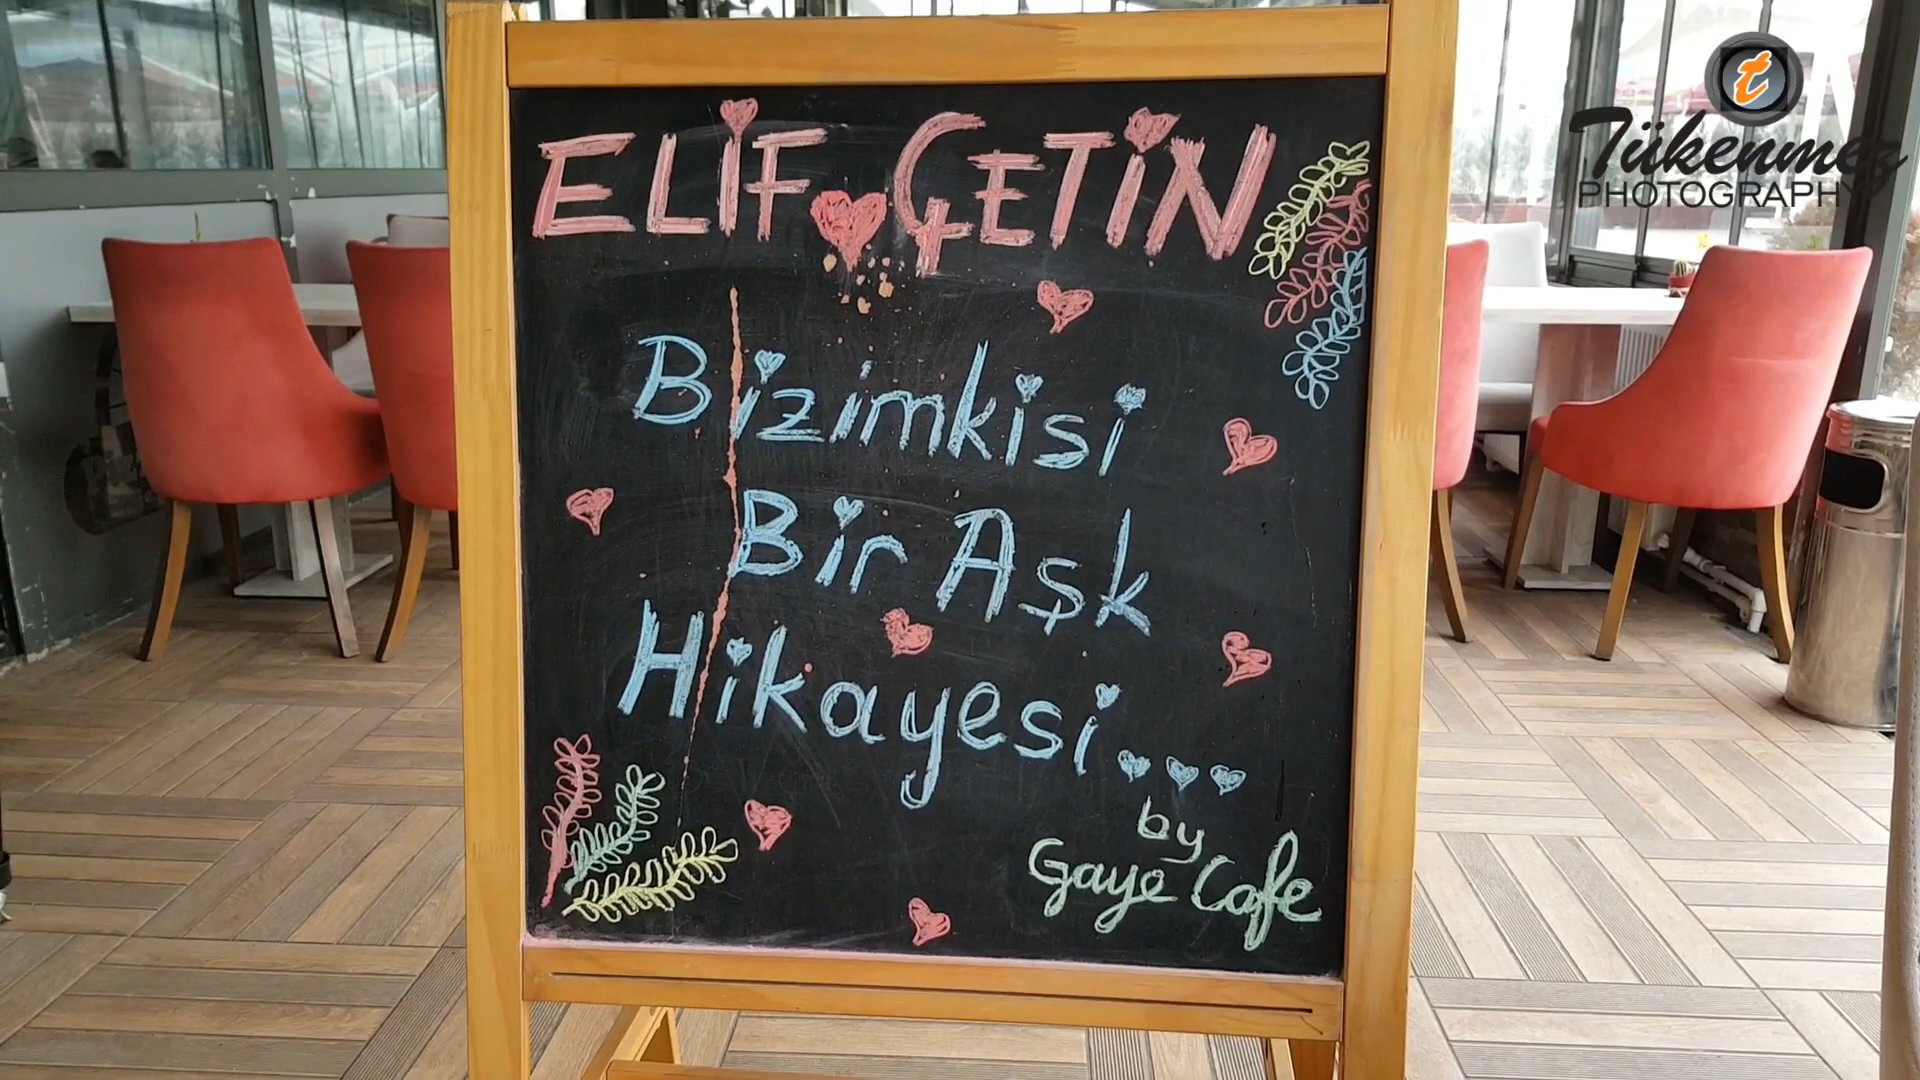 ELİF ÇETİN
Bizimkisi
Bir Aşk
Hikayesi...
by
Gaye Cafe
t
Tükenmez
PHOTOGRAPHY